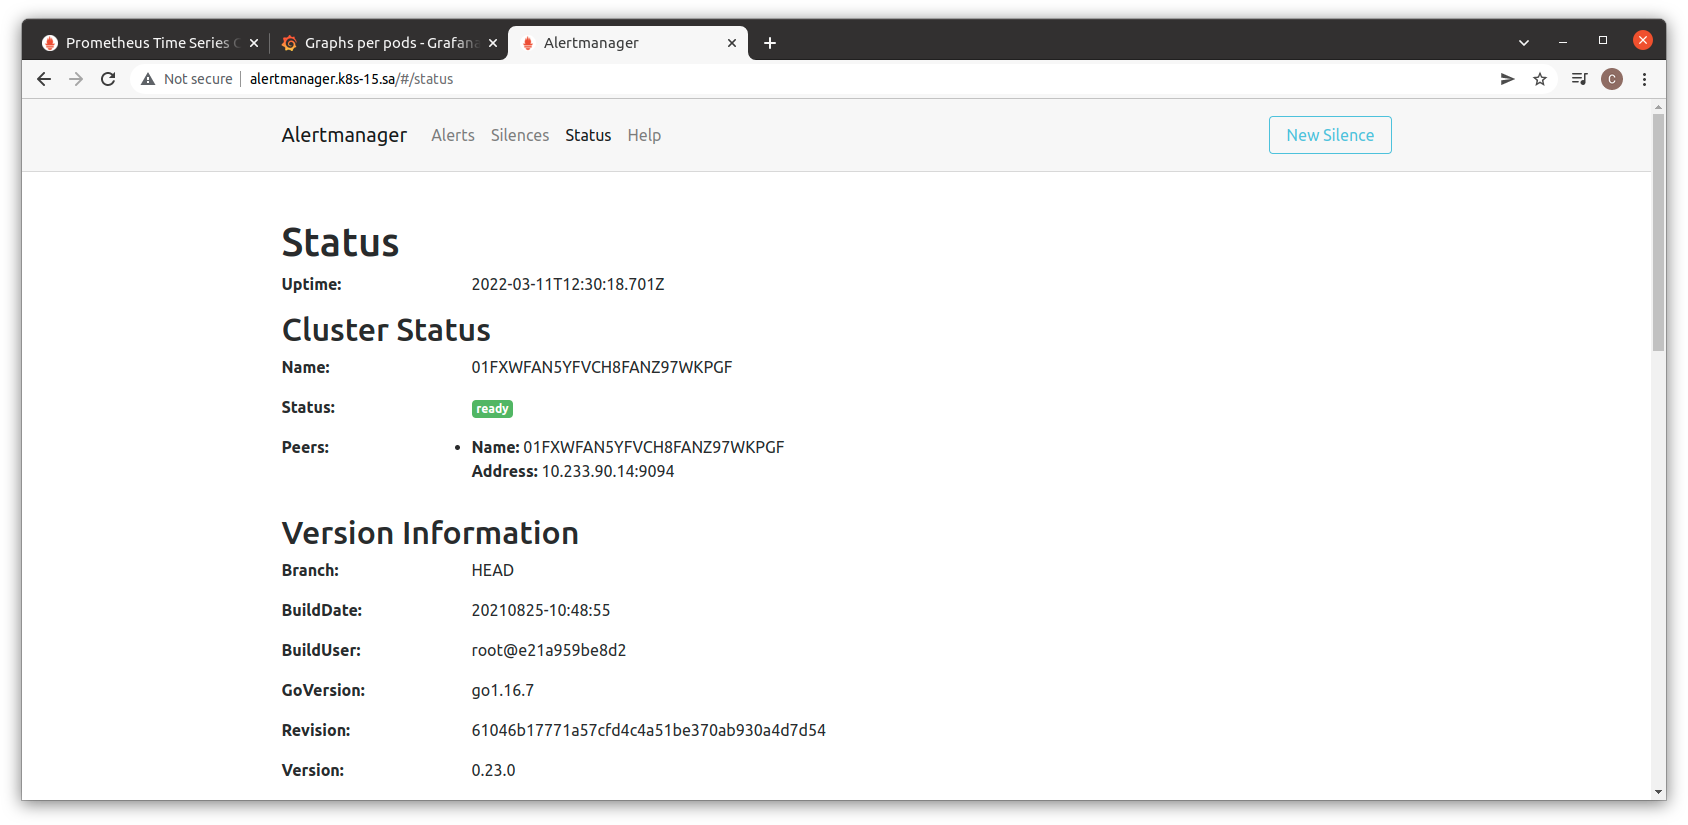 Prometheus Time Series
Graphs per pods - Grafana
Alertmanager
Not secure
alertmanager.k8s-15.sa/#/status
C
Alertmanager Alerts Silences Status Help New Silence
Status
Uptime: 2022-03-11T12:30:18.701Z
Cluster Status
Name: 01FXWFAN5YFVCH8FANZ97WKPGF
Status: ready
Peers: • Name: 01FXWFAN5YFVCH8FANZ97WKPGF
Address: 10.233.90.14:9094
Version Information
Branch: HEAD
BuildDate: 20210825-10:48:55
BuildUser: root@e21a959be8d2
GoVersion: go1.16.7
Revision: 61046b17771a57cfd4c4a51be370ab930a4d7d54
Version: 0.23.0